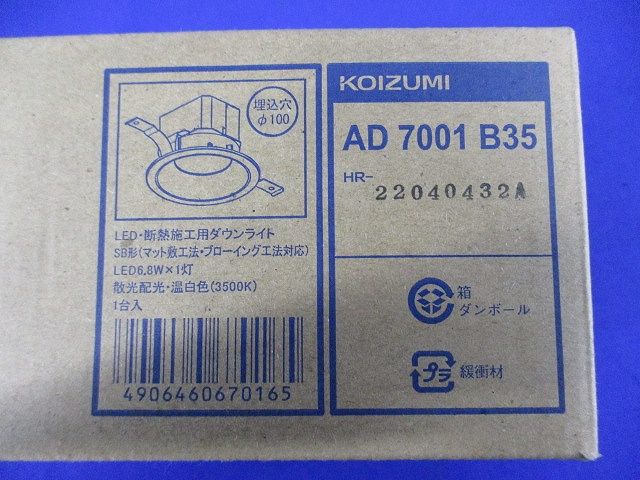 埋込穴
φ100
LED・断熱施工用ダウンライト
SB形(マット敷工法・ブローイング工法対応)
LED6.8W×1灯
散光配光・温白色(3500K)
1台入
4906460670165
KOIZUMI
AD 7001 B35
HR-22040432A
箱
ダンボール
プラ
緩衝材